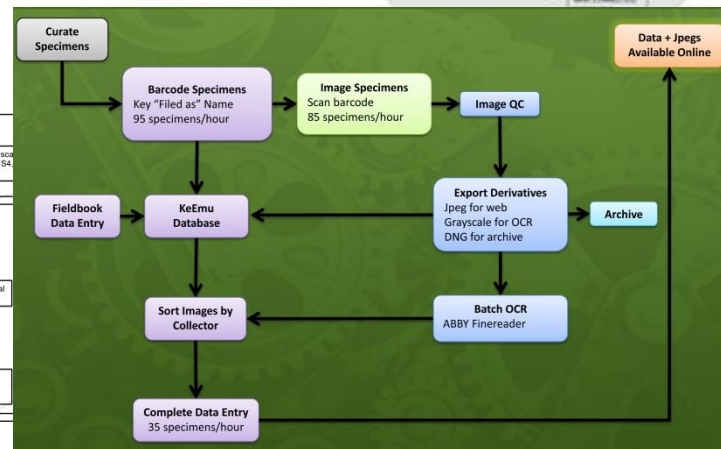 Curate
Specimens
Data + Jpegs
Available Online
Barcode Specimens
Key “Filed as” Name
95 specimens/hour
Image Specimens
Scan barcode
85 specimens/hour
Image QC
Fieldbook
Data Entry
KeEmu
Database
Export Derivatives
Jpeg for web
Grayscale for OCR
DNG for archive
Archive
Sort Images by
Collector
Batch OCR
ABBY Finereader
Complete Data Entry
35 specimens/hour
S4,